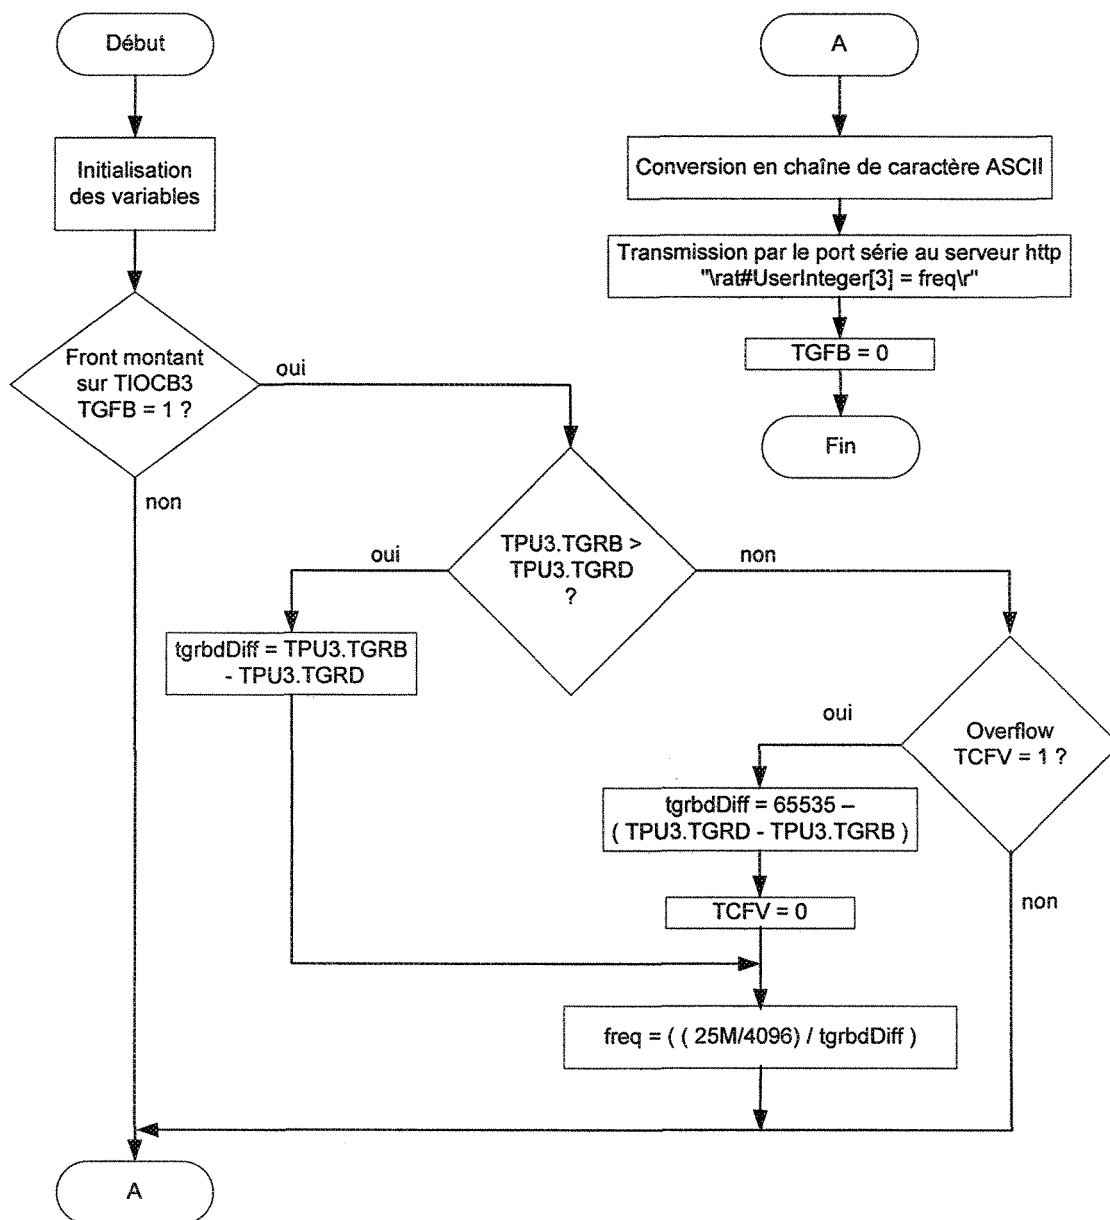 Début
Initialisation
des variables
Front montant
sur TIOCB3
TGFB = 1 ?
oui
non
TPU3.TGRB >
TPU3.TGRD
?
oui
non
tgrbdDiff = TPU3.TGRB
- TPU3.TGRD
Overflow
TCFV = 1 ?
oui
non
tgrbdDiff = 65535 –
( TPU3.TGRD - TPU3.TGRB )
TCFV = 0
freq = ( ( 25M/4096) / tgrbdDiff )
A
A
Conversion en chaîne de caractère ASCII
Transmission par le port série au serveur http
"\rat#UserInteger[3] = freq\r"
TGFB = 0
Fin